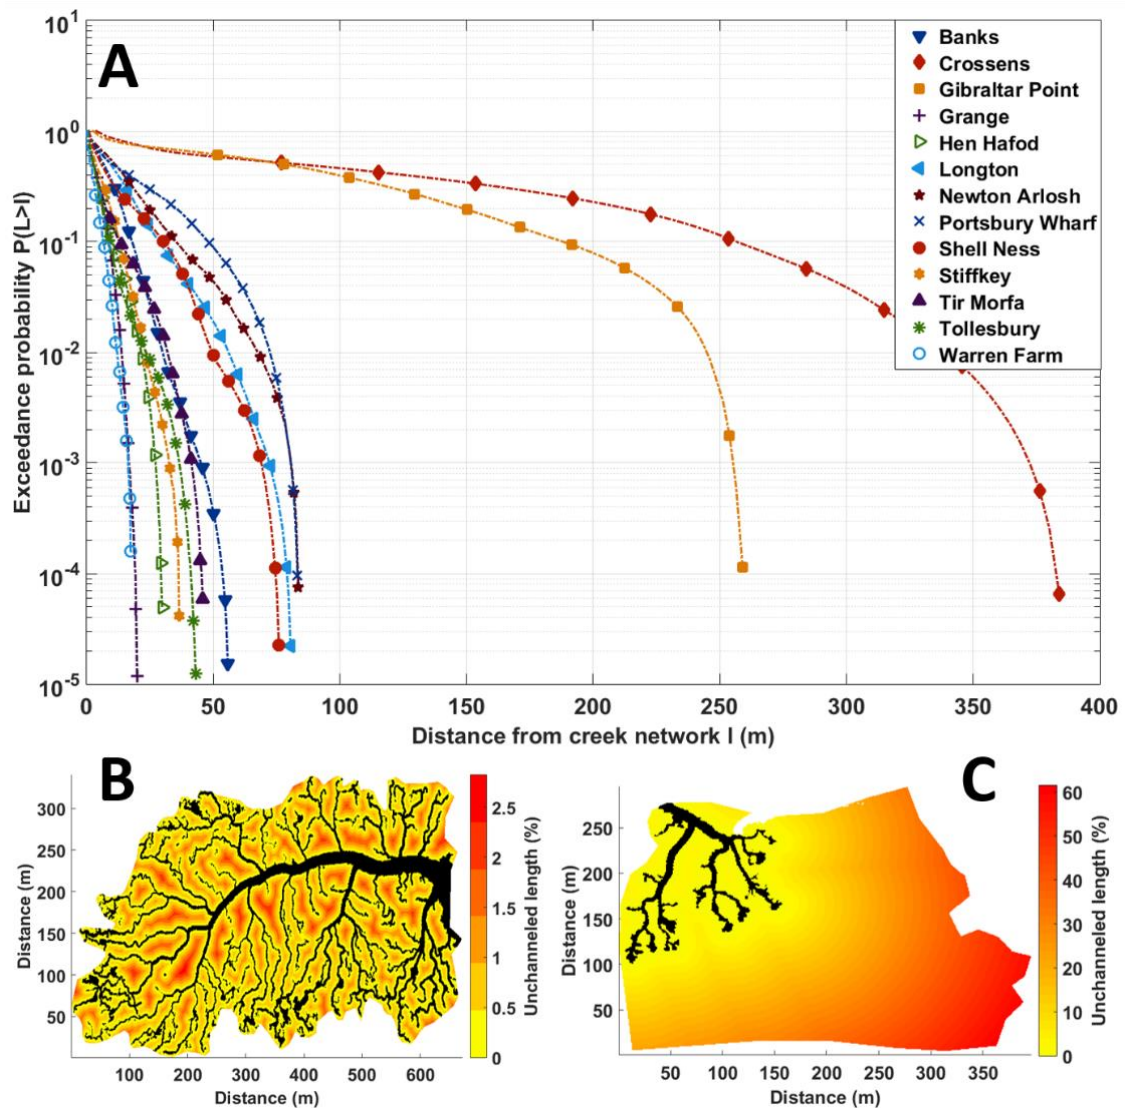 A
10^1
10^0
10^-1
10^-2
10^-3
10^-4
10^-5
Exceedance probability P(L>l)
Banks
Crossens
Gibraltar Point
Grange
Hen Hafod
Longton
Newton Arlosh
Portsbury Wharf
Shell Ness
Stiffkey
Tir Morfa
Tollesbury
Warren Farm
0 50 100 150 200 250 300 350 400
Distance from creek network l (m)
B
300
250
200
150
100
50
Distance (m)
100 200 300 400 500 600
Distance (m)
2.5
2
1.5
1
0.5
0
Unchanneled length (%)
C
250
200
150
100
50
Distance (m)
50 100 150 200 250 300 350
Distance (m)
60
50
40
30
20
10
0
Unchanneled length (%)